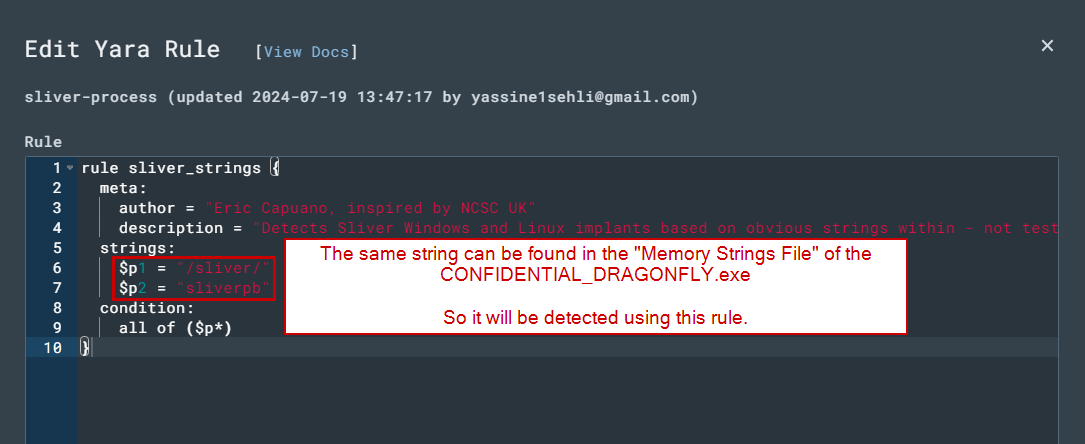 Edit Yara Rule [View Docs] ✕
sliver-process (updated 2024-07-19 13:47:17 by yassine1sehli@gmail.com)
Rule
1 rule sliver_strings {
2 meta:
3 author = "Eric Capuano, inspired by NCSC UK"
4 description = "Detects Sliver Windows and Linux implants based on obvious strings within - not test
5 strings:
6 $p1 = "/sliver/"
7 $p2 = "sliverpb"
8 condition:
9 all of ($p*)
10 }
The same string can be found in the "Memory Strings File" of the
CONFIDENTIAL_DRAGONFLY.exe
So it will be detected using this rule.